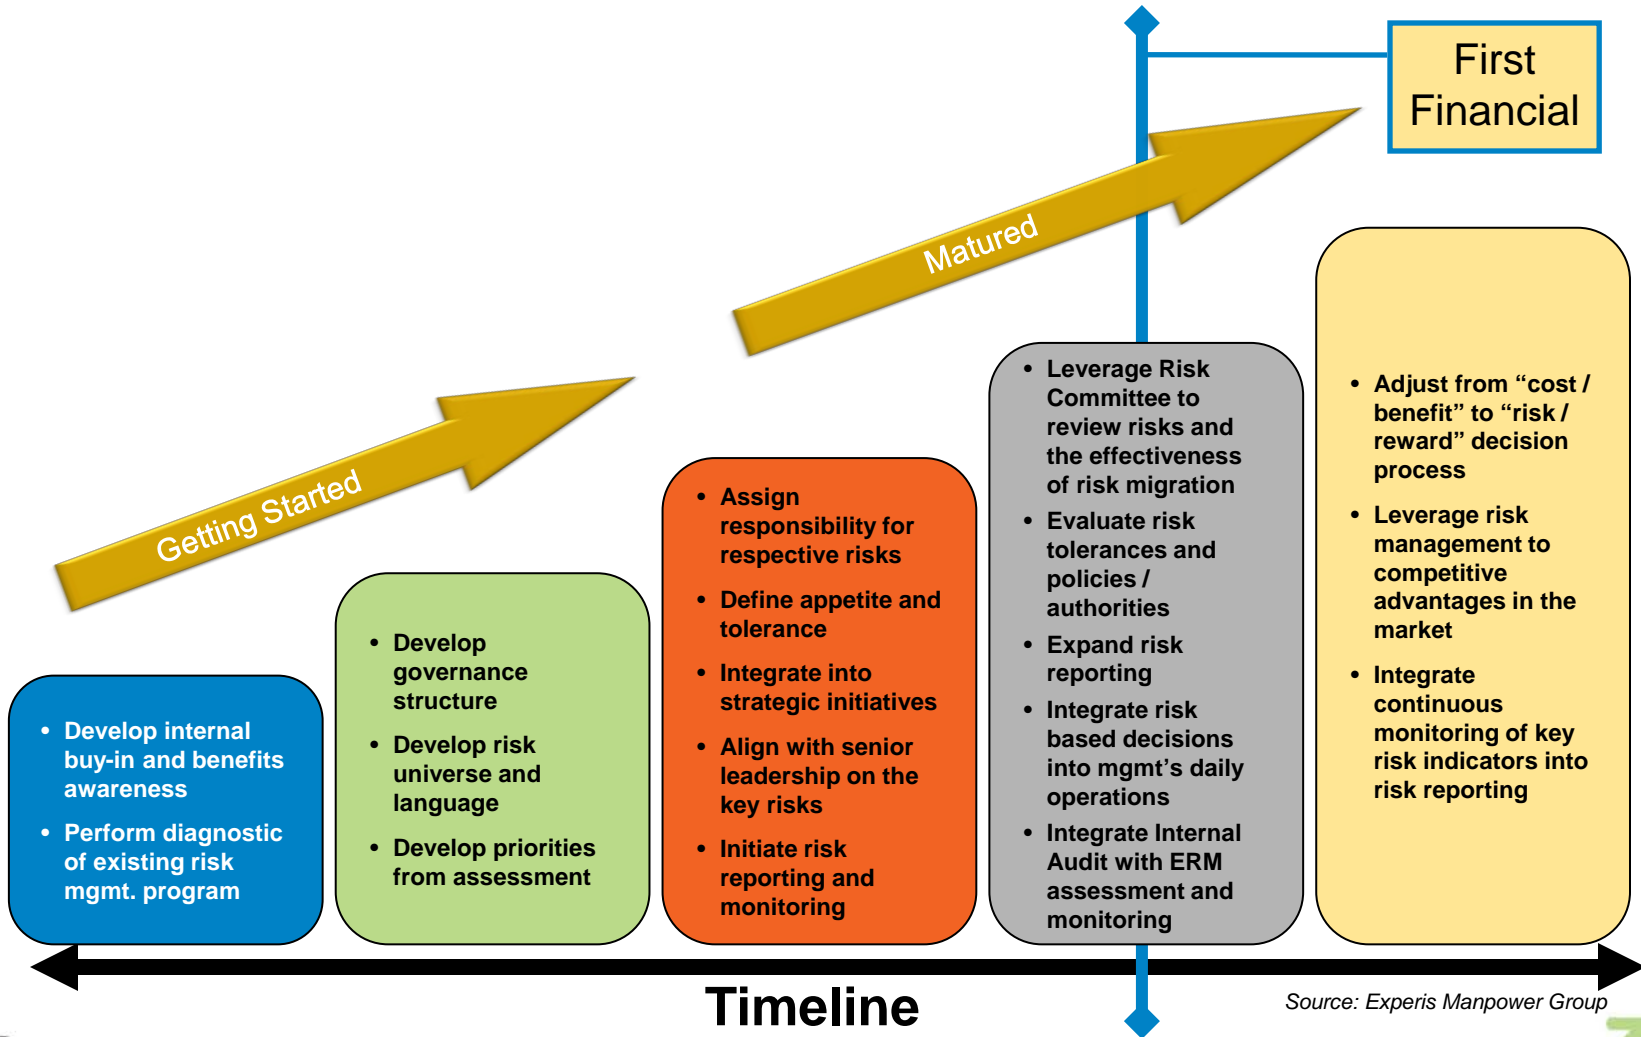 First
Financial
Matured
Getting Started
• Develop internal
buy-in and benefits
awareness
• Perform diagnostic
of existing risk
mgmt. program
• Develop
governance
structure
• Develop risk
universe and
language
• Develop priorities
from assessment
• Assign
responsibility for
respective risks
• Define appetite and
tolerance
• Integrate into
strategic initiatives
• Align with senior
leadership on the
key risks
• Initiate risk
reporting and
monitoring
• Leverage Risk
Committee to
review risks and
the effectiveness
of risk migration
• Evaluate risk
tolerances and
policies /
authorities
• Expand risk
reporting
• Integrate risk
based decisions
into mgmt's daily
operations
• Integrate Internal
Audit with ERM
assessment and
monitoring
• Adjust from “cost /
benefit” to “risk /
reward” decision
process
• Leverage risk
management to
competitive
advantages in the
market
• Integrate
continuous
monitoring of key
risk indicators into
risk reporting
Timeline
Source: Experis Manpower Group